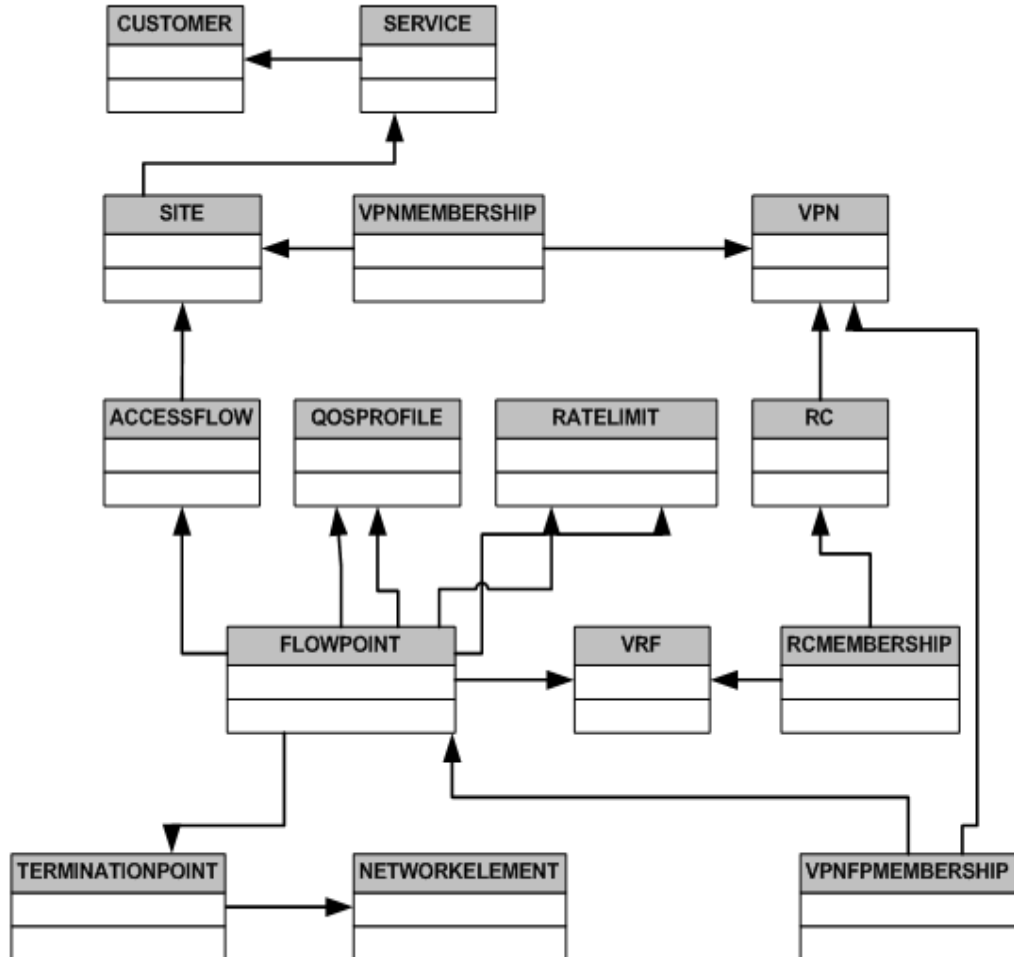 CUSTOMER
SERVICE
SITE
VPNMEMBERSHIP
VPN
ACCESSFLOW
QOSPROFILE
RATELIMIT
RC
FLOWPOINT
VRF
RCMEMBERSHIP
TERMINATIONPOINT
NETWORKELEMENT
VPNFPMEMBERSHIP